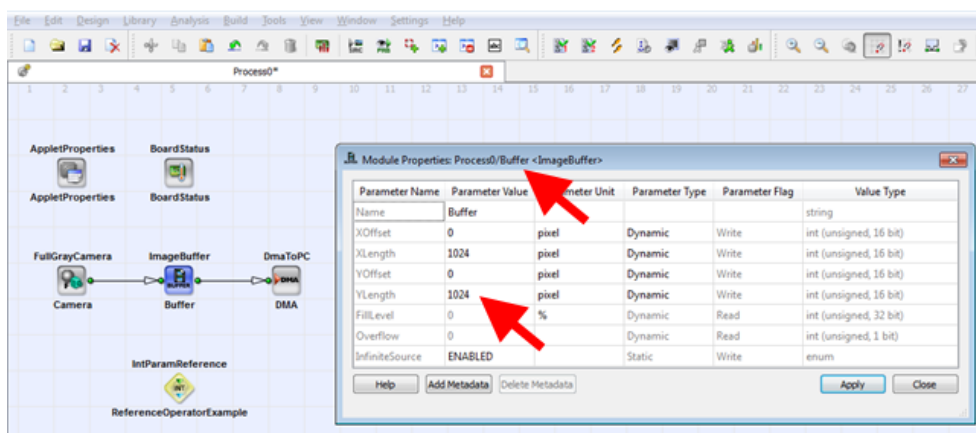 File Edit Design Library Analysis Build Tools View Window Settings Help
Process0*
1 2 3 4 5 6 7 8 9 10 11 12 13 14 15 16 17 18 19 20 21 22 23 24 25 26 27
AppletProperties BoardStatus
AppletProperties BoardStatus
FullGrayCamera ImageBuffer DmaToPC
BUFFER DMA
Camera Buffer DMA
IntParamReference
INT
ReferenceOperatorExample
Module Properties: Process0/Buffer <ImageBuffer>
Parameter Name Parameter Value meter Unit Parameter Type Parameter Flag Value Type
Name Buffer string
XOffset 0 pixel Dynamic Write int (unsigned, 16 bit)
XLength 1024 pixel Dynamic Write int (unsigned, 16 bit)
YOffset 0 pixel Dynamic Write int (unsigned, 16 bit)
YLength 1024 pixel Dynamic Write int (unsigned, 16 bit)
FillLevel 0 % Dynamic Read int (unsigned, 32 bit)
Overflow 0 Dynamic Read int (unsigned, 1 bit)
InfiniteSource ENABLED Static Write enum
Help Add Metadata Delete Metadata Apply Close